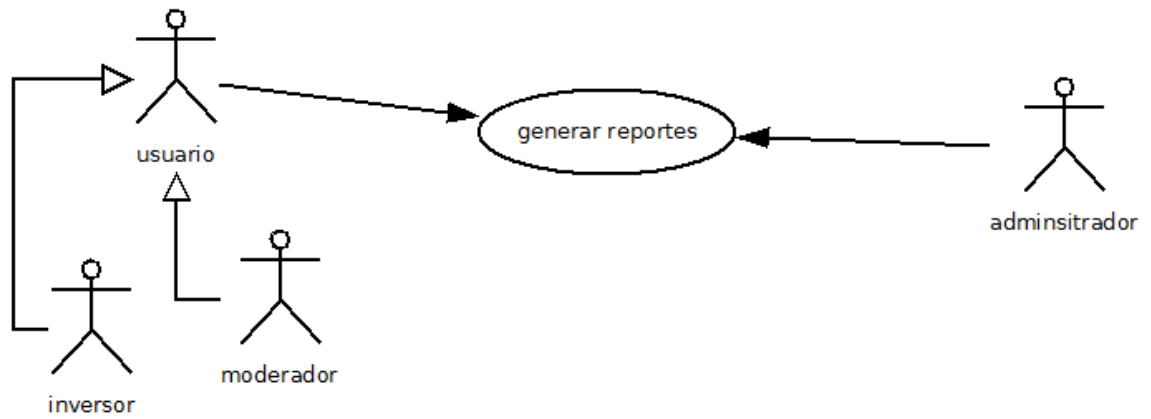 usuario
generar reportes
adminsitrador
moderador
inversor